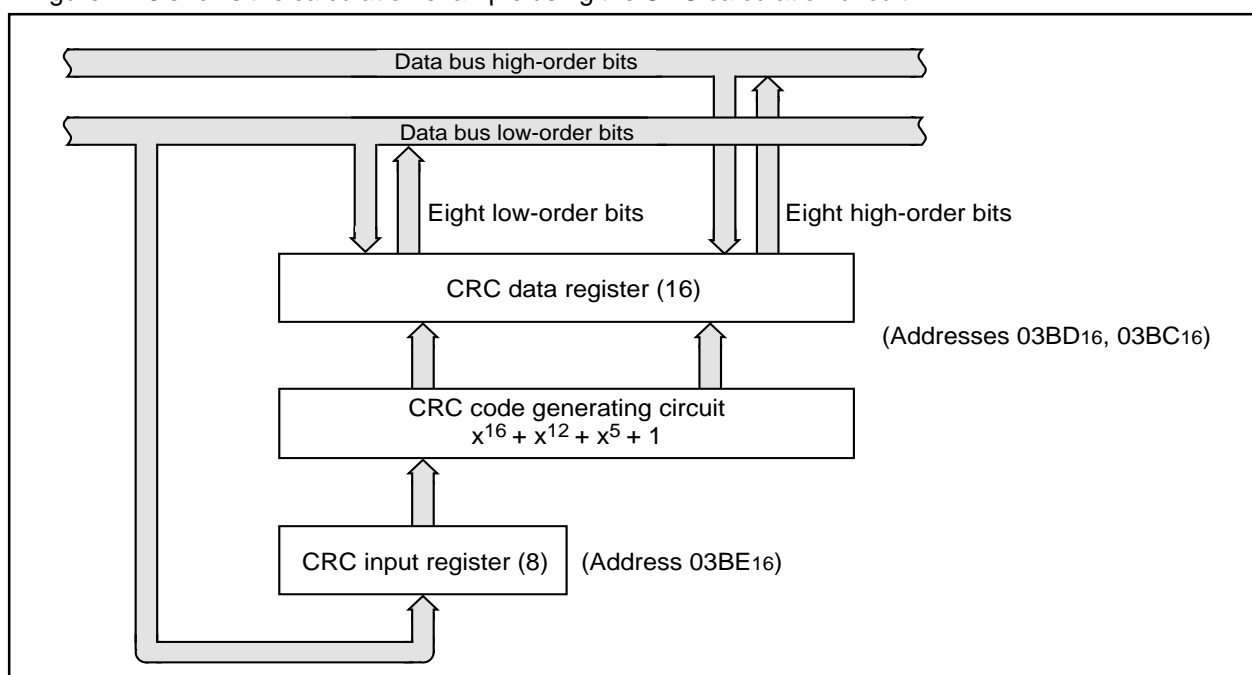 Data bus high-order bits
Data bus low-order bits
Eight low-order bits
Eight high-order bits
CRC data register (16)
(Addresses 03BD16, 03BC16)
CRC code generating circuit
x16 + x12 + x5 + 1
CRC input register (8)
(Address 03BE16)